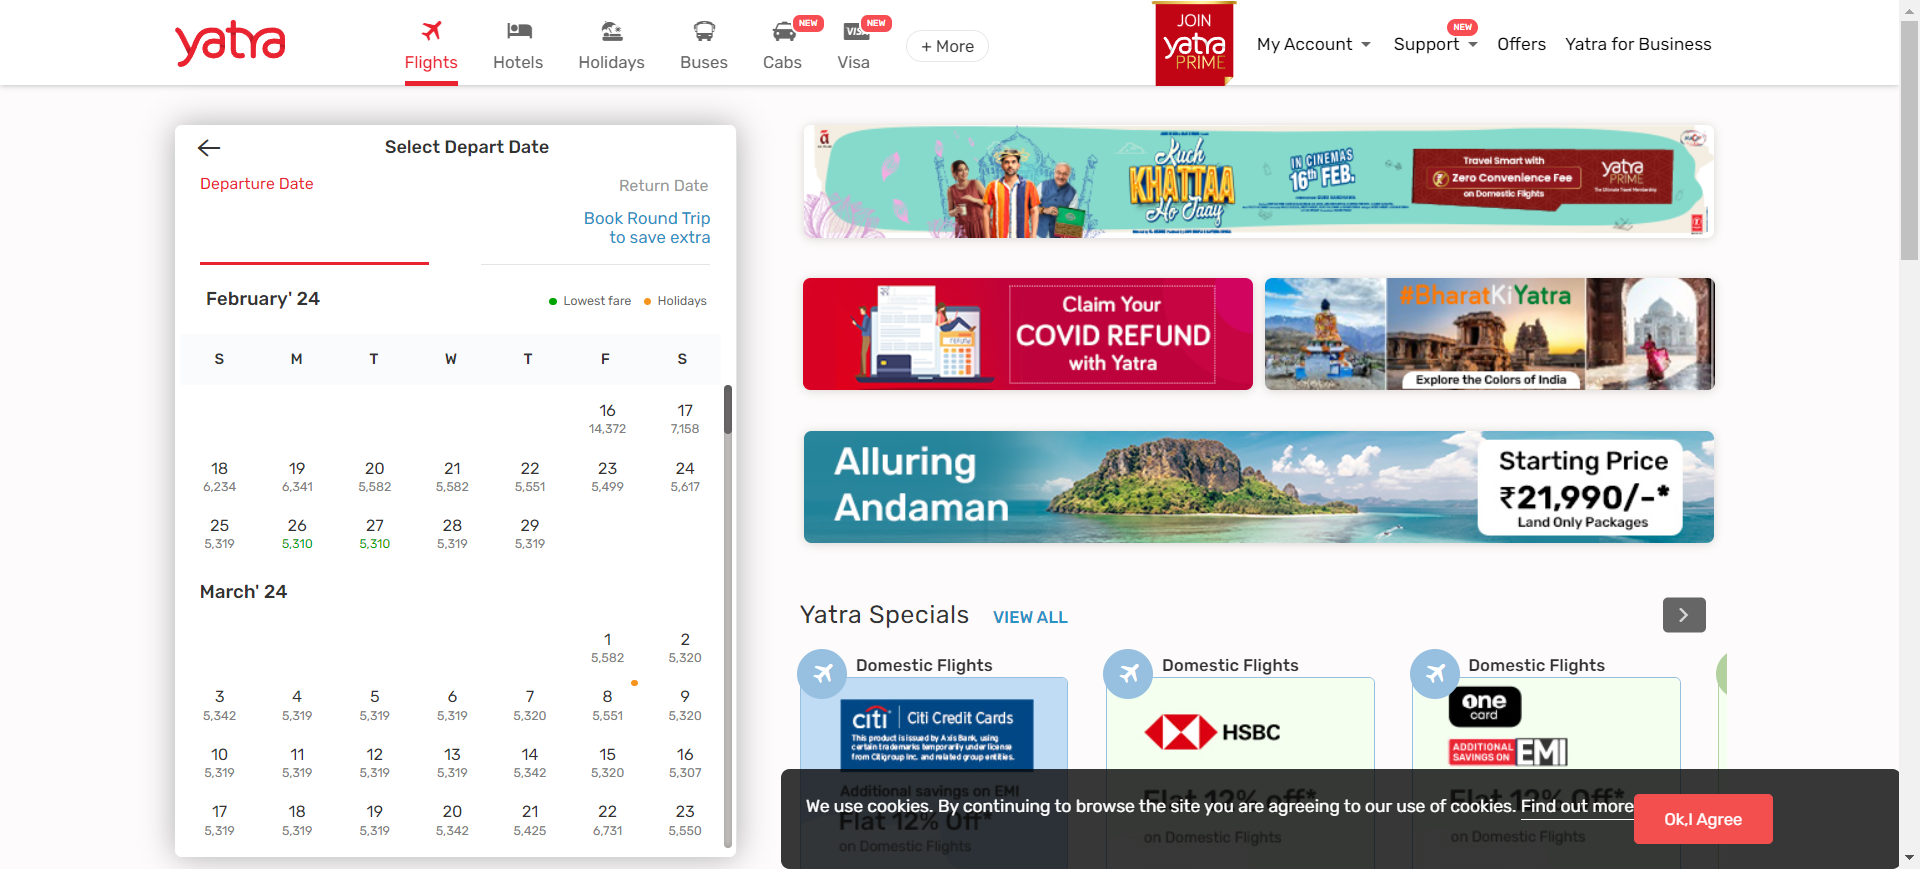 yatra
Flights
Hotels
Holidays
Buses
NEW
Cabs
NEW
VISA
Visa
+ More
JOIN
yatra
PRIME
My Account
NEW
Support
Offers
Yatra for Business
Select Depart Date
Departure Date
Return Date
Book Round Trip
to save extra
February' 24
Lowest fare
Holidays
S M T W T F S
16 17
14,372 7,158
18 19 20 21 22 23 24
6,234 6,341 5,582 5,582 5,551 5,499 5,617
25 26 27 28 29
5,319 5,310 5,310 5,319 5,319
March' 24
1 2
5,582 5,320
3 4 5 6 7 8 9
5,342 5,319 5,319 5,319 5,320 5,551 5,320
10 11 12 13 14 15 16
5,319 5,319 5,319 5,319 5,342 5,320 5,307
17 18 19 20 21 22 23
5,319 5,319 5,319 5,342 5,425 6,731 5,550
Kuch
KHATTAA
Ho Jaay
IN CINEMAS
16th FEB.
Travel Smart with
Zero Convenience Fee
on Domestic Flights
yatra
PRIME
The Ultimate Travel Membership
Claim Your
COVID REFUND
with Yatra
REFUND
#BharatKiYatra
Explore the Colors of India
Alluring
Andaman
Starting Price
₹21,990/-*
Land Only Packages
Yatra Specials
VIEW ALL
Domestic Flights
citi
Citi Credit Cards
This product is issued by Axis Bank, using
certain trademarks temporarily under license
from Citigroup Inc. and related group entities.
Additional savings on EMI
Flat 12% Off*
on Domestic Flights
Domestic Flights
HSBC
Flat 12% off*
on Domestic Flights
Domestic Flights
one
card
ADDITIONAL
SAVINGS ON
EMI
Flat 12% Off*
on Domestic Flights
We use cookies. By continuing to browse the site you are agreeing to our use of cookies. Find out more
Ok,I Agree